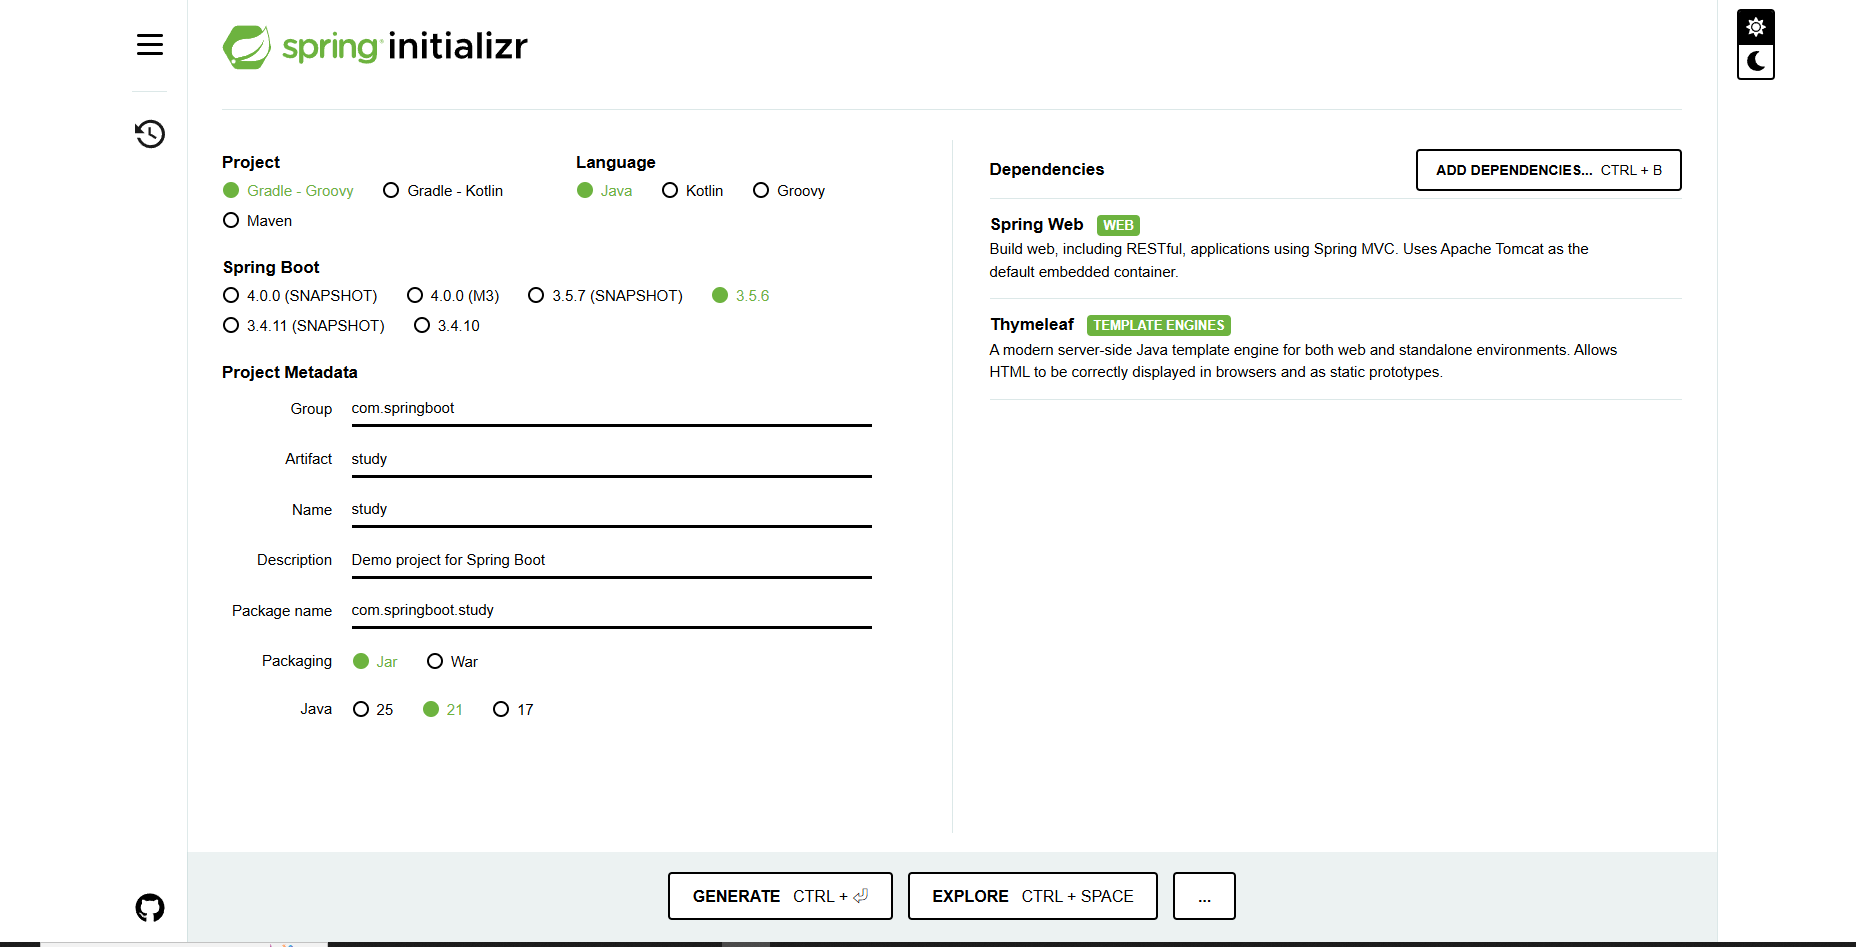 spring initializr
Project
Gradle - Groovy
Gradle - Kotlin
Maven
Language
Java
Kotlin
Groovy
Spring Boot
4.0.0 (SNAPSHOT)
4.0.0 (M3)
3.5.7 (SNAPSHOT)
3.5.6
3.4.11 (SNAPSHOT)
3.4.10
Project Metadata
Group com.springboot
Artifact study
Name study
Description Demo project for Spring Boot
Package name com.springboot.study
Packaging Jar War
Java 25 21 17
Dependencies
ADD DEPENDENCIES... CTRL + B
Spring Web WEB
Build web, including RESTful, applications using Spring MVC. Uses Apache Tomcat as the
default embedded container.
Thymeleaf TEMPLATE ENGINES
A modern server-side Java template engine for both web and standalone environments. Allows
HTML to be correctly displayed in browsers and as static prototypes.
GENERATE CTRL + ⏎
EXPLORE CTRL + SPACE
...